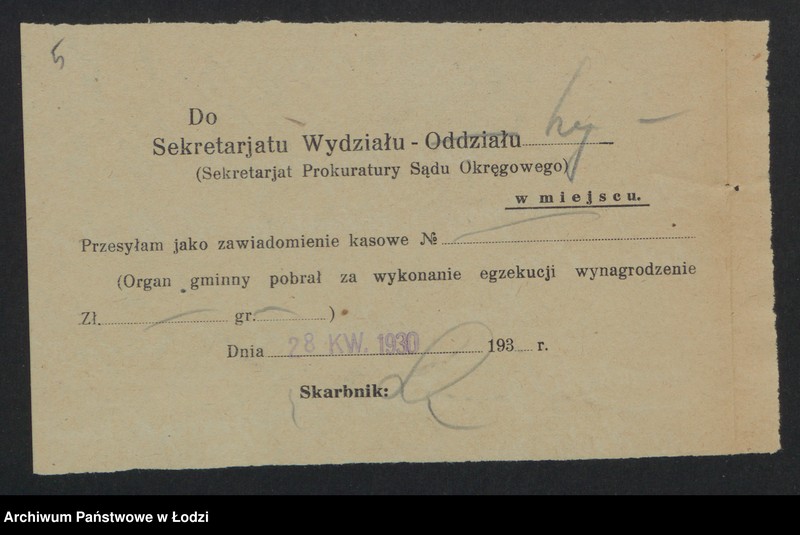 5
Do
Sekretarjatu Wydziału - Oddziału
(Sekretarjat Prokuratury Sądu Okręgowego)
w miejscu.
Przesyłam jako zawiadomienie kasowe №
(Organ gminny pobrał za wykonanie egzekucji wynagrodzenie
Zł. gr. )
Dnia 28 KW. 1930 193 r.
Skarbnik:
Archiwum Państwowe w Łodzi